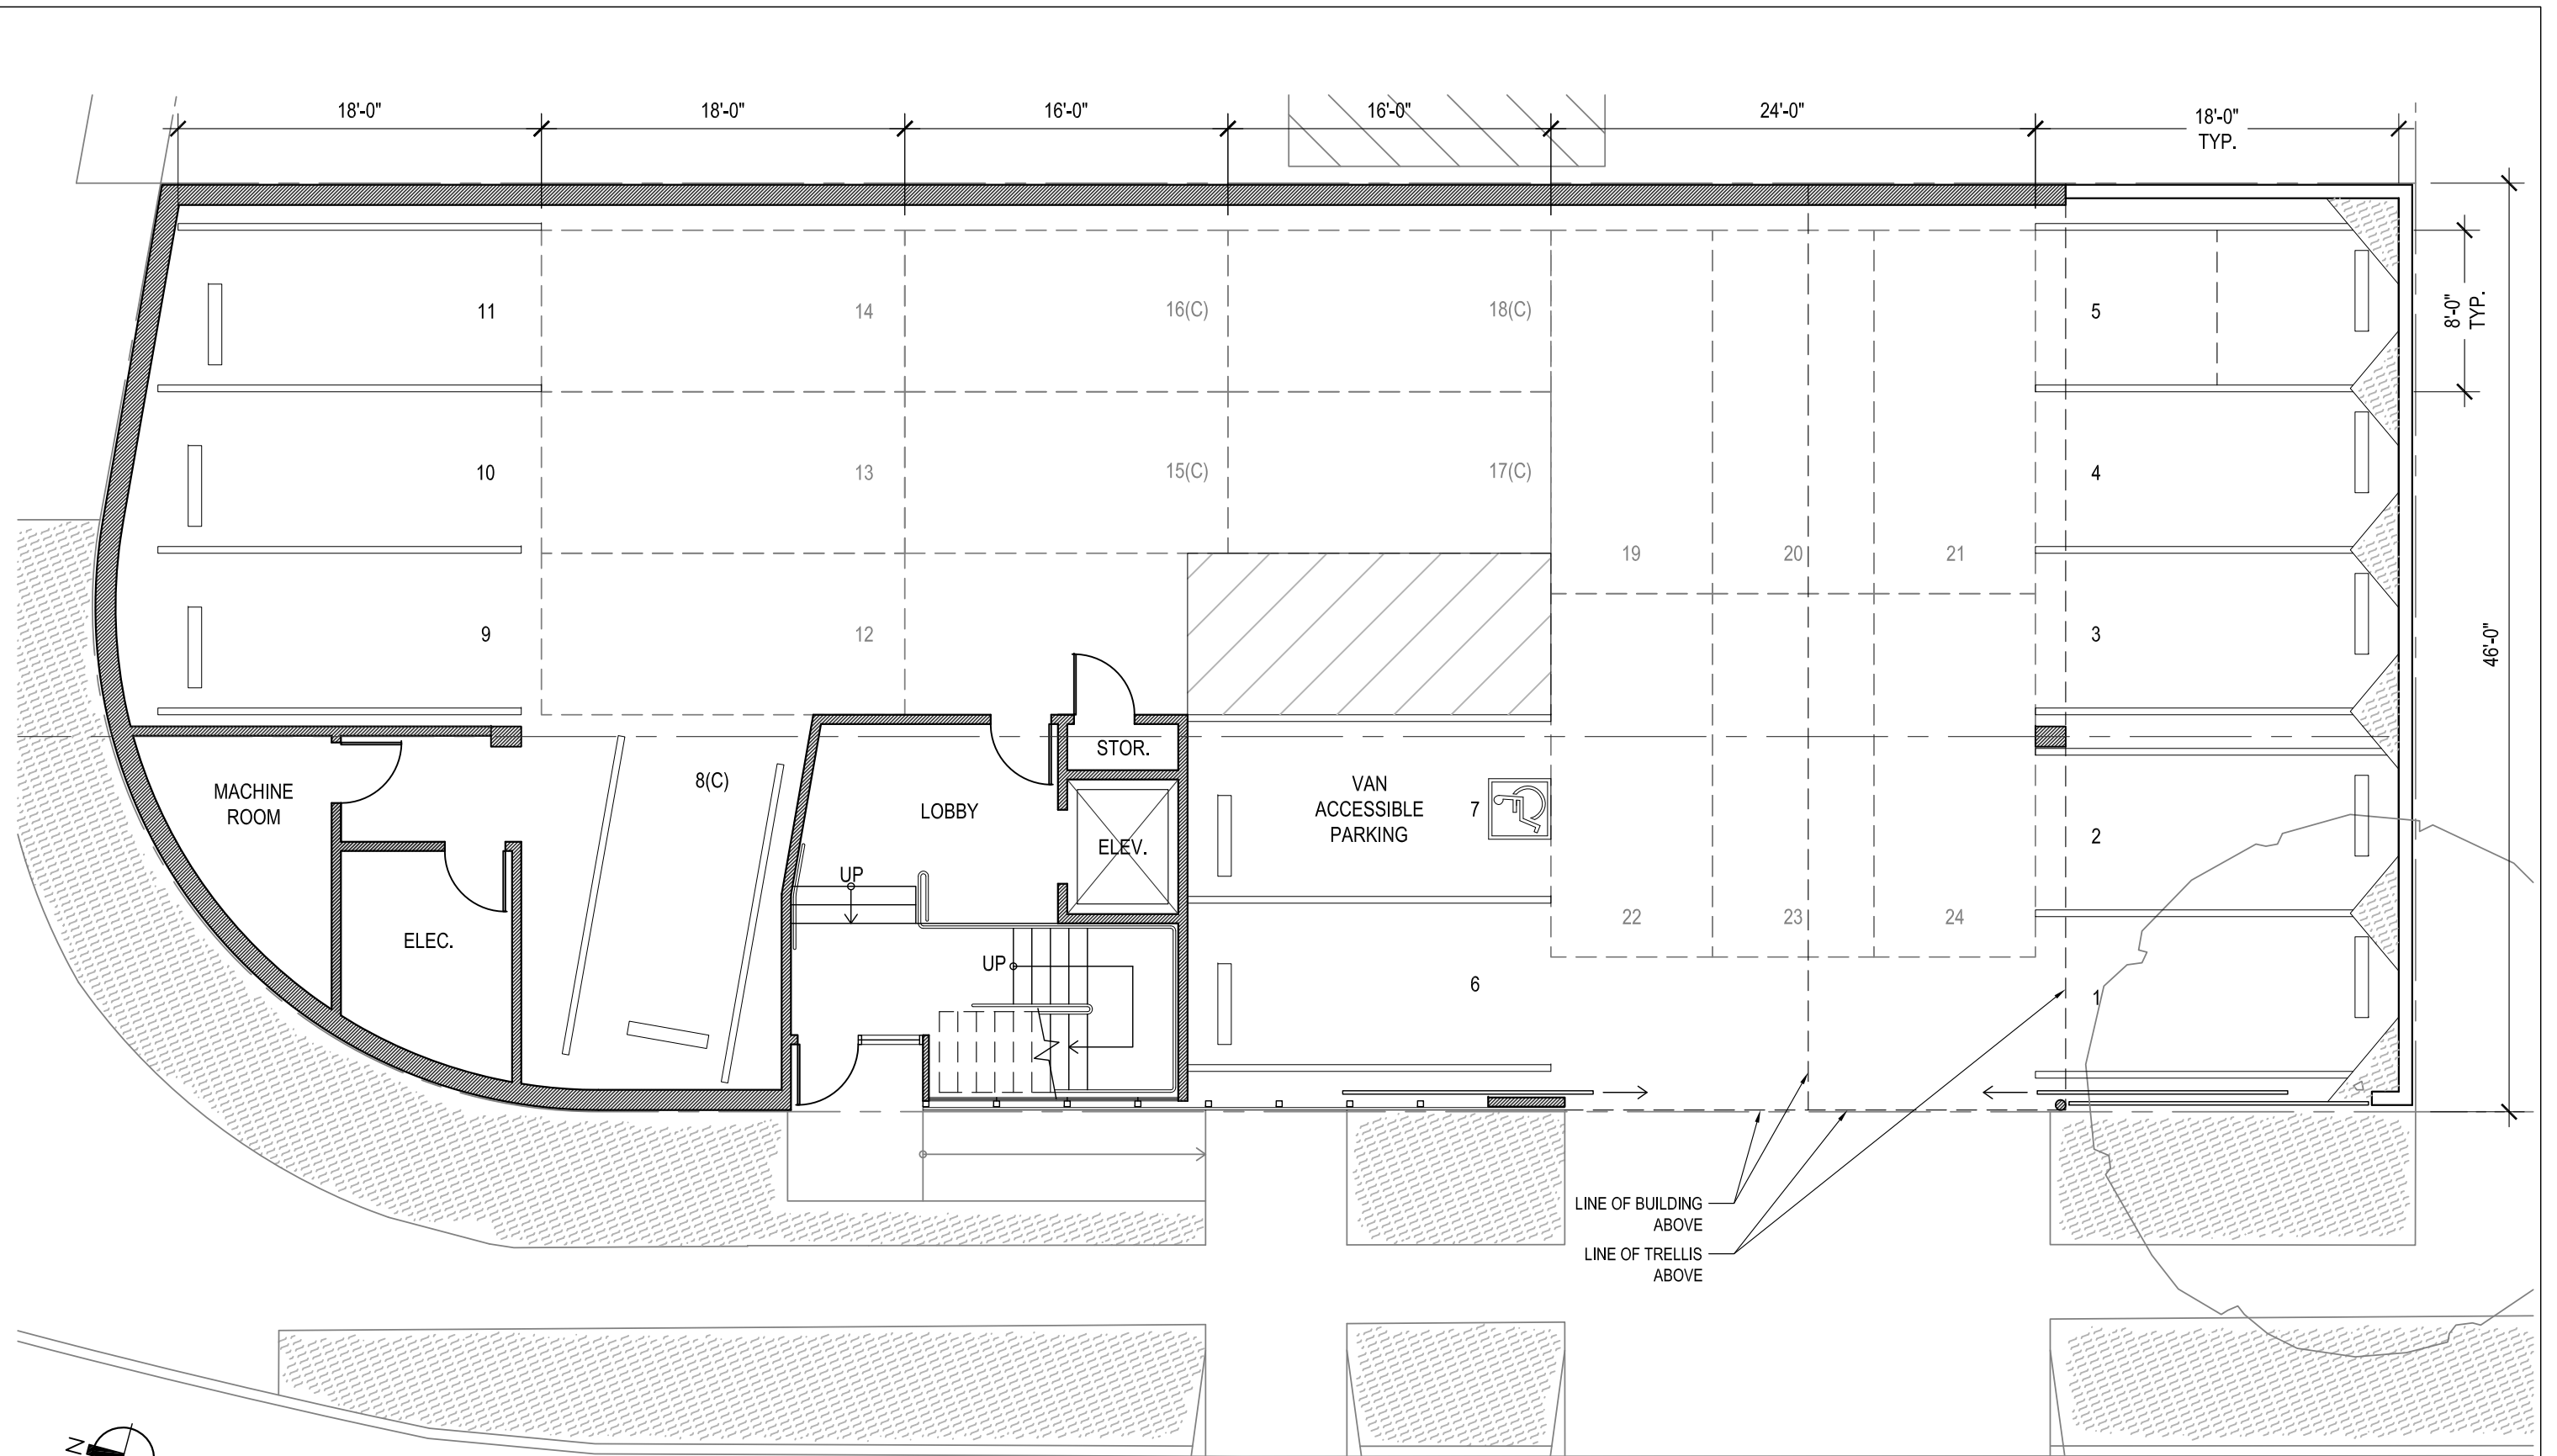 18'-0"
18'-0"
16'-0"
16'-0"
24'-0"
18'-0"
TYP.
11
14
16(C)
18(C)
5
8'-0"
TYP.
10
13
15(C)
17(C)
4
19
20
21
9
12
3
46'-0"
STOR.
8(C)
MACHINE
ROOM
LOBBY
VAN
ACCESSIBLE
PARKING
7
2
ELEV.
UP
ELEC.
22
23
24
UP
6
1
LINE OF BUILDING
ABOVE
LINE OF TRELLIS
ABOVE
N